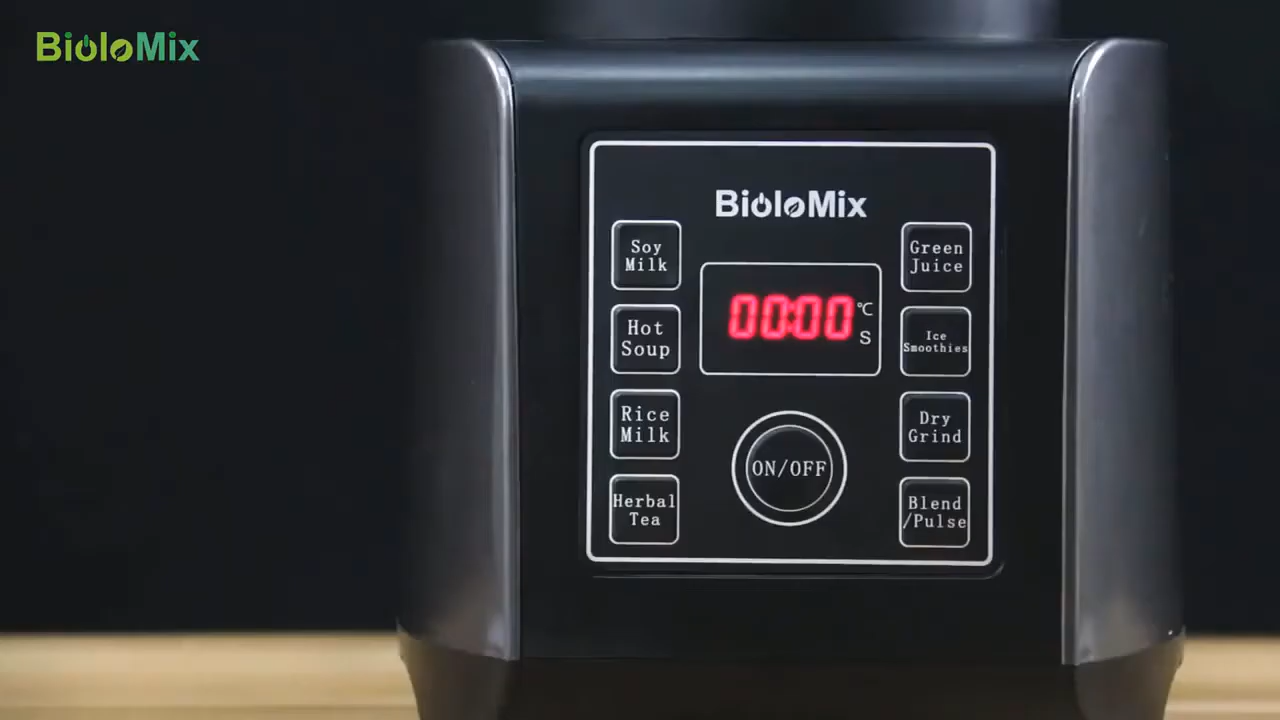 BioloMix
BioloMix
Soy
Milk
Hot
Soup
Rice
Milk
Herbal
Tea
00:00
℃
S
ON/OFF
Green
Juice
Ice
Smoothies
Dry
Grind
Blend
/Pulse